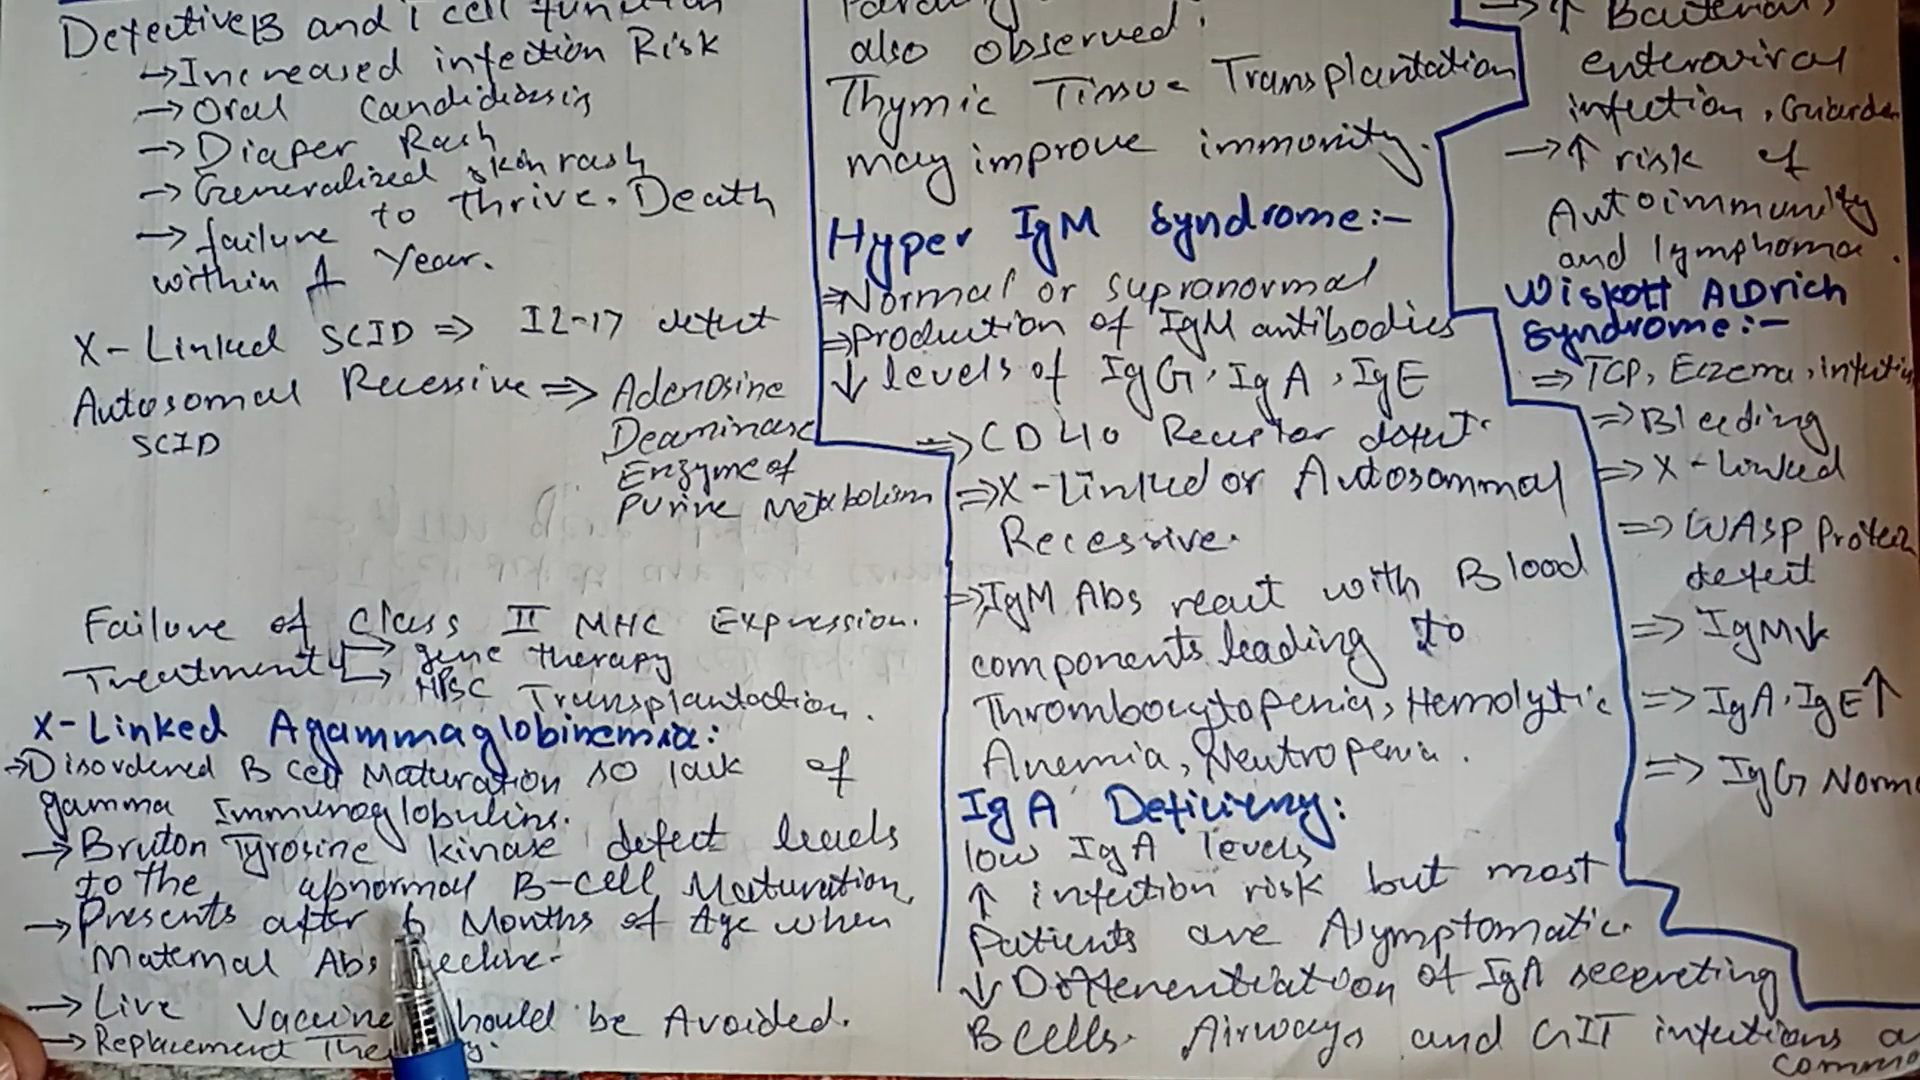 Defective B and T cell function
→ Increased infection Risk
→ Oral Candidiasis
→ Diaper Rash
→ Generalized skin rash
→ failure to thrive. Death
within 1 Year.
X-Linked SCID ⇒ I2-17 defect
Autosomal Recessive ⇒ Adenosine
SCID
Deaminase
Enzyme of
Purine Metabolism
Failure of Class II MHC Expression.
Treatment → gene therapy
→ HPSC Transplantation.
X-Linked Agammaglobinemia:
→ Disordered B cell Maturation so lack of
gamma Immunoglobulins.
→ Bruton Tyrosine kinase defect leads
to the abnormal B-cell Maturation,
→ Presents after 6 Months of Age when
Maternal Abs decline.
→ Live Vaccine should be Avoided.
→ Replacement
also observed.
Thymic Tissue Transplantation
may improve immunity.
Hyper IgM Syndrome:-
⇒ Normal or supranormal
⇒ production of IgM antibodies
↓ levels of IgG, IgA, IgE
⇒ CD40 Receptor defect.
⇒ X-Linked or Autosommal
Recessive.
⇒ IgM Abs react with Blood
components leading to
Thrombocytopenia, Hemolytic
Anemia, Neutropenia.
IgA Deficieny:
low IgA levels
↑ infection risk but most
patients are Asymptomatic.
↓ Differentiation of IgA secreting
B cells. Airways and GIT infections
→ ↑ Bacterial,
enteroviral
infection,
→ ↑ risk of
Autoimmunity
and lymphoma.
Wiskott Aldrich
Syndrome:-
⇒ TCP, Eczema,
⇒ Bleeding
⇒ X-Linked
⇒ WASP Protein
defect
⇒ IgM↓
⇒ IgA, IgE↑
⇒ IgG